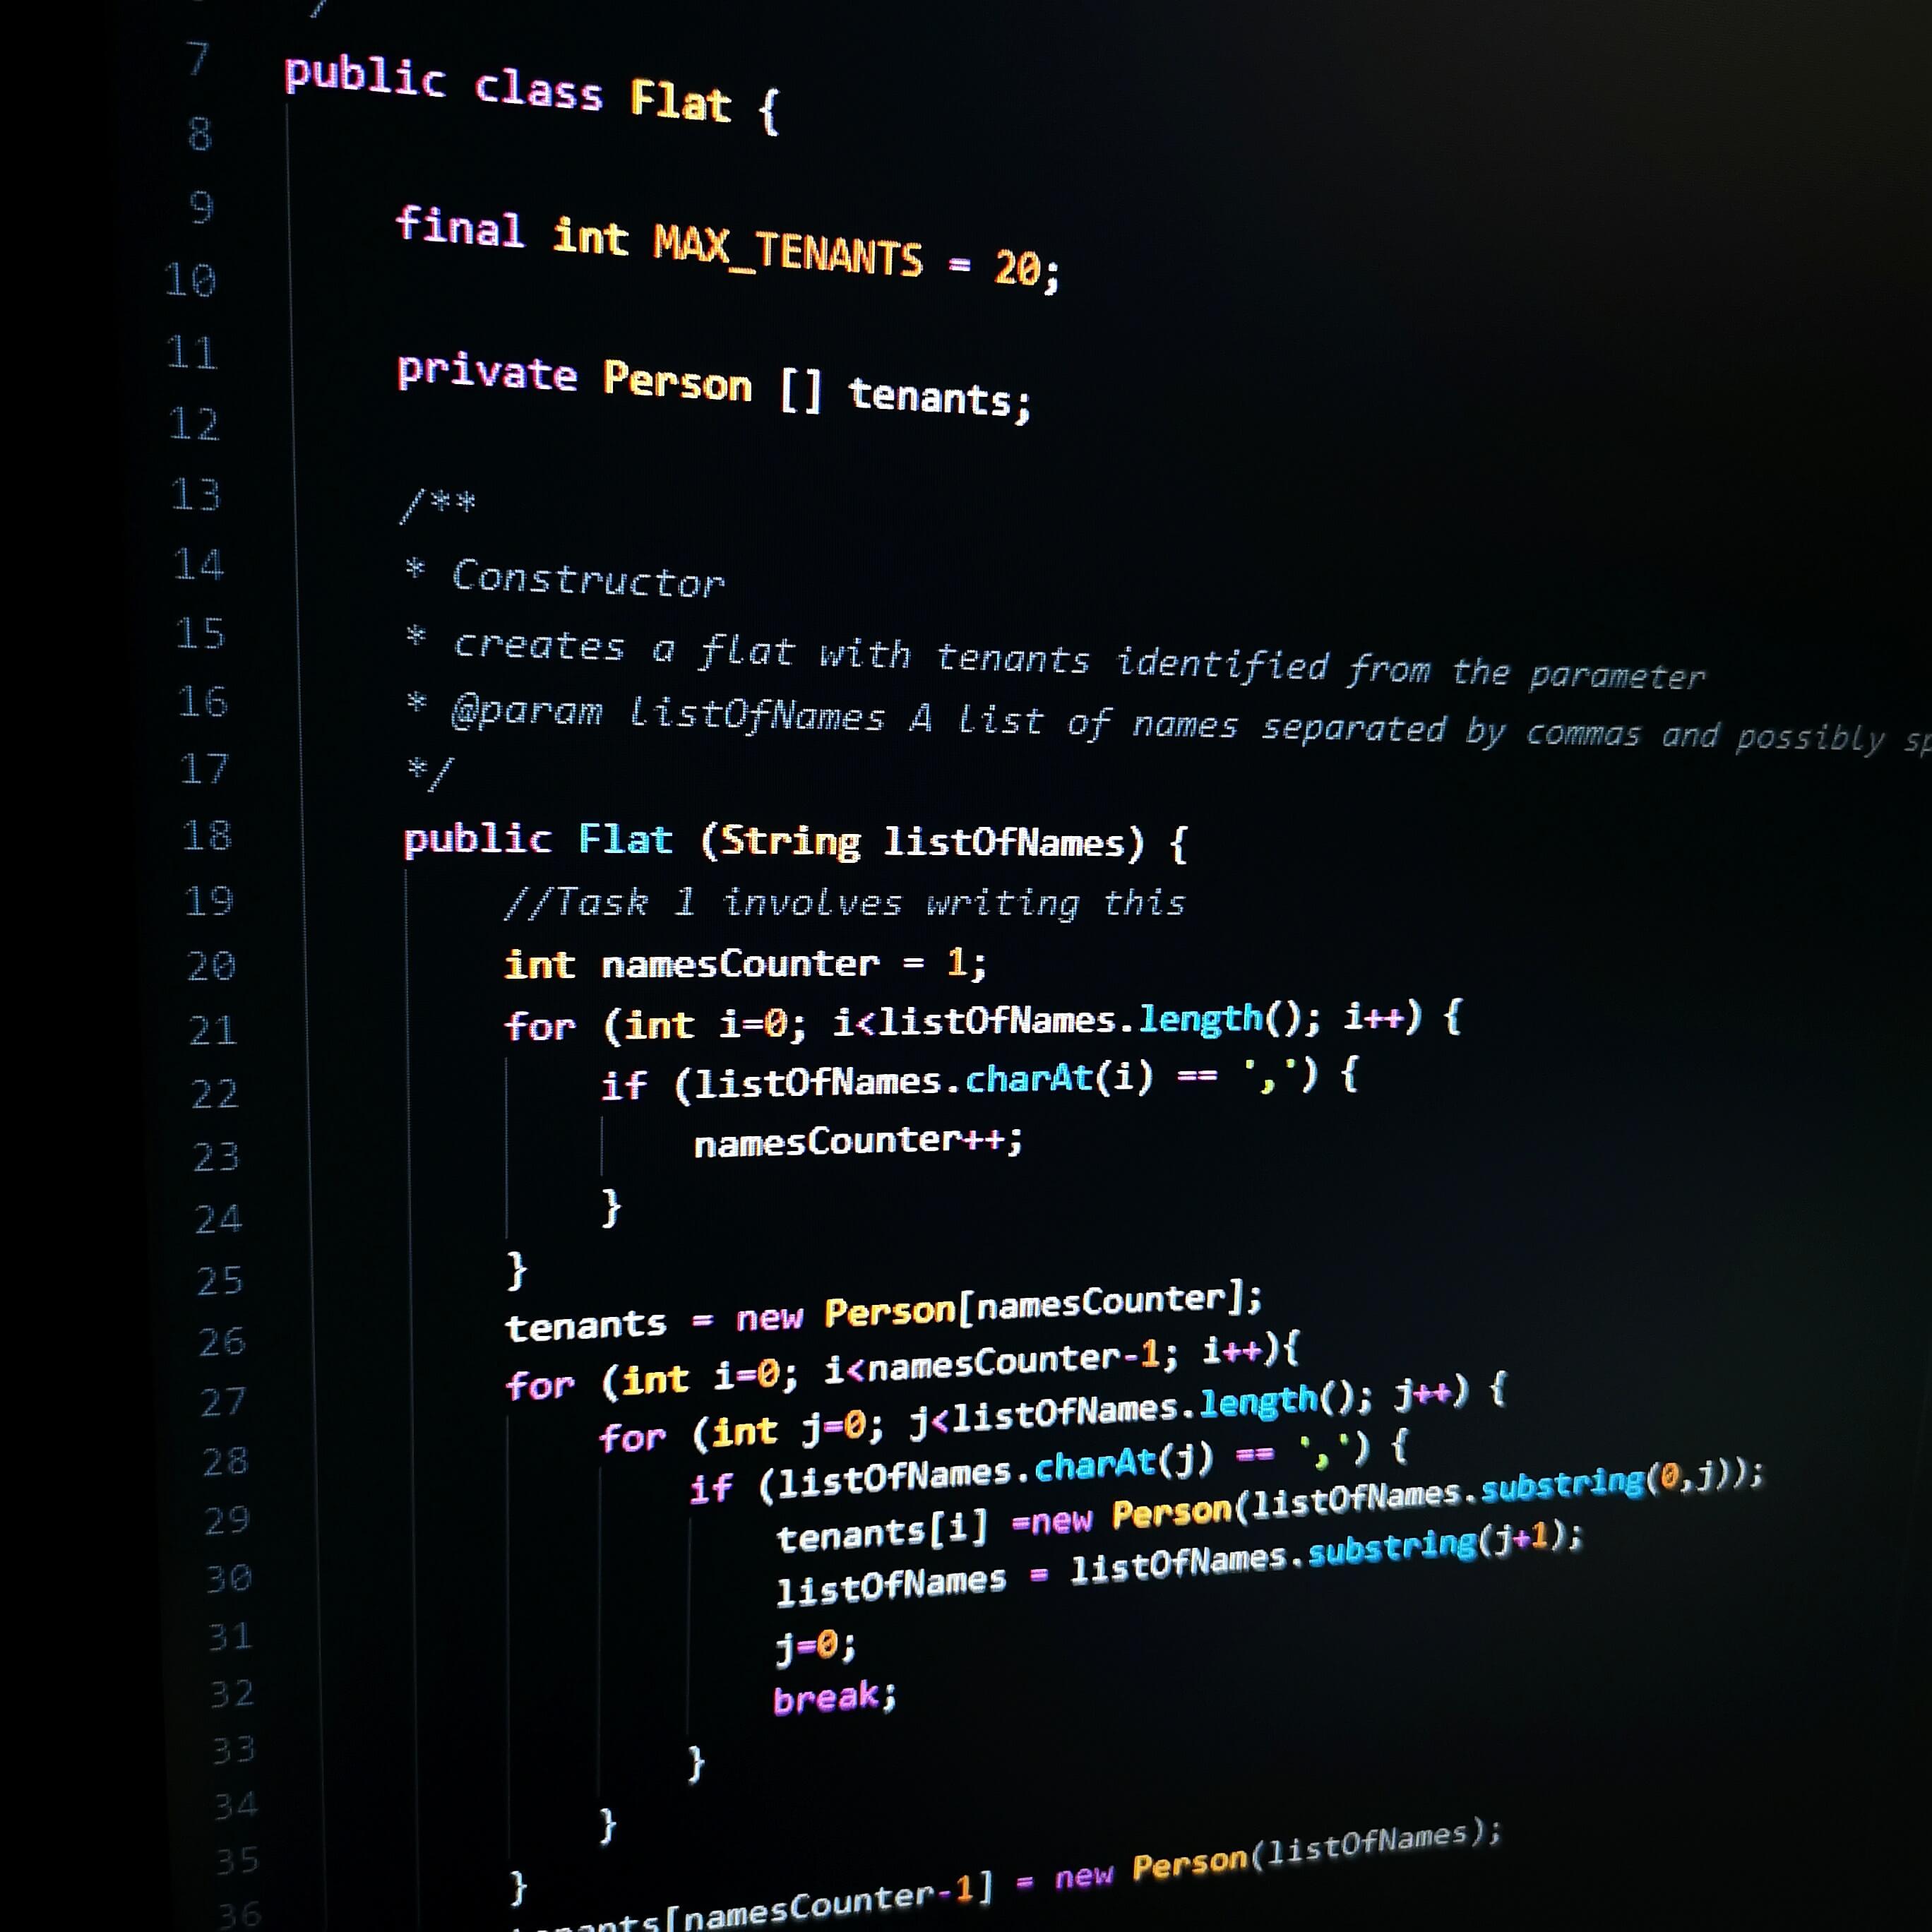 7 public class Flat {
8
9 final int MAX_TENANTS = 20;
10
11 private Person [] tenants;
12
13 /**
14 * Constructor
15 * creates a flat with tenants identified from the parameter
16 * @param listOfNames A list of names separated by commas and possibly
17 */
18 public Flat (String listOfNames) {
19 //Task 1 involves writing this
20 int namesCounter = 1;
21 for (int i=0; i<listOfNames.length(); i++) {
22 if (listOfNames.charAt(i) == ',') {
23 namesCounter++;
24 }
25 }
26 tenants = new Person[namesCounter];
27 for (int i=0; i<namesCounter-1; i++){
28 for (int j=0; j<listOfNames.length(); j++) {
29 if (listOfNames.charAt(j) == ',') {
30 tenants[i] =new Person(listOfNames.substring(0,j));
31 listOfNames = listOfNames.substring(j+1);
32 j=0;
33 break;
34 }
35 }
36 }
tenants[namesCounter-1] = new Person(listOfNames);